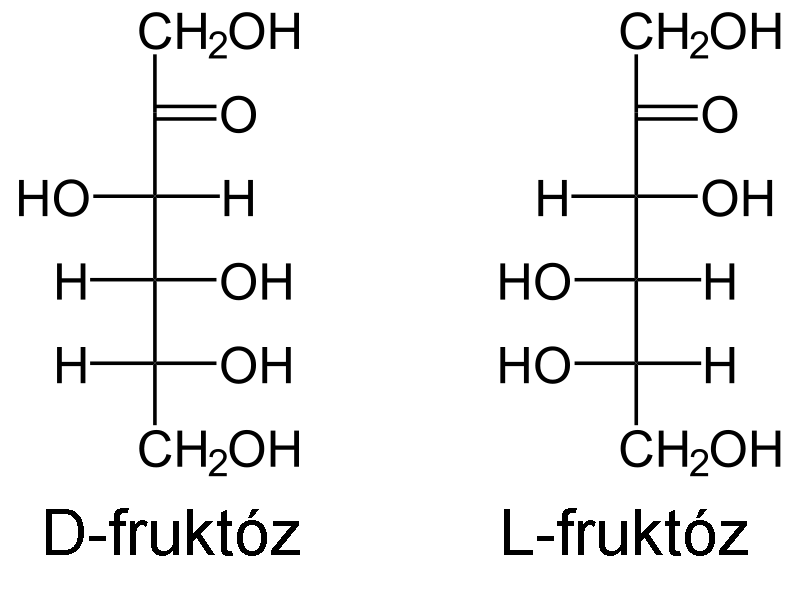 CH2OH CH2OH
O O
HO H H OH
H OH HO H
H OH HO H
CH2OH CH2OH
D-fruktóz L-fruktóz